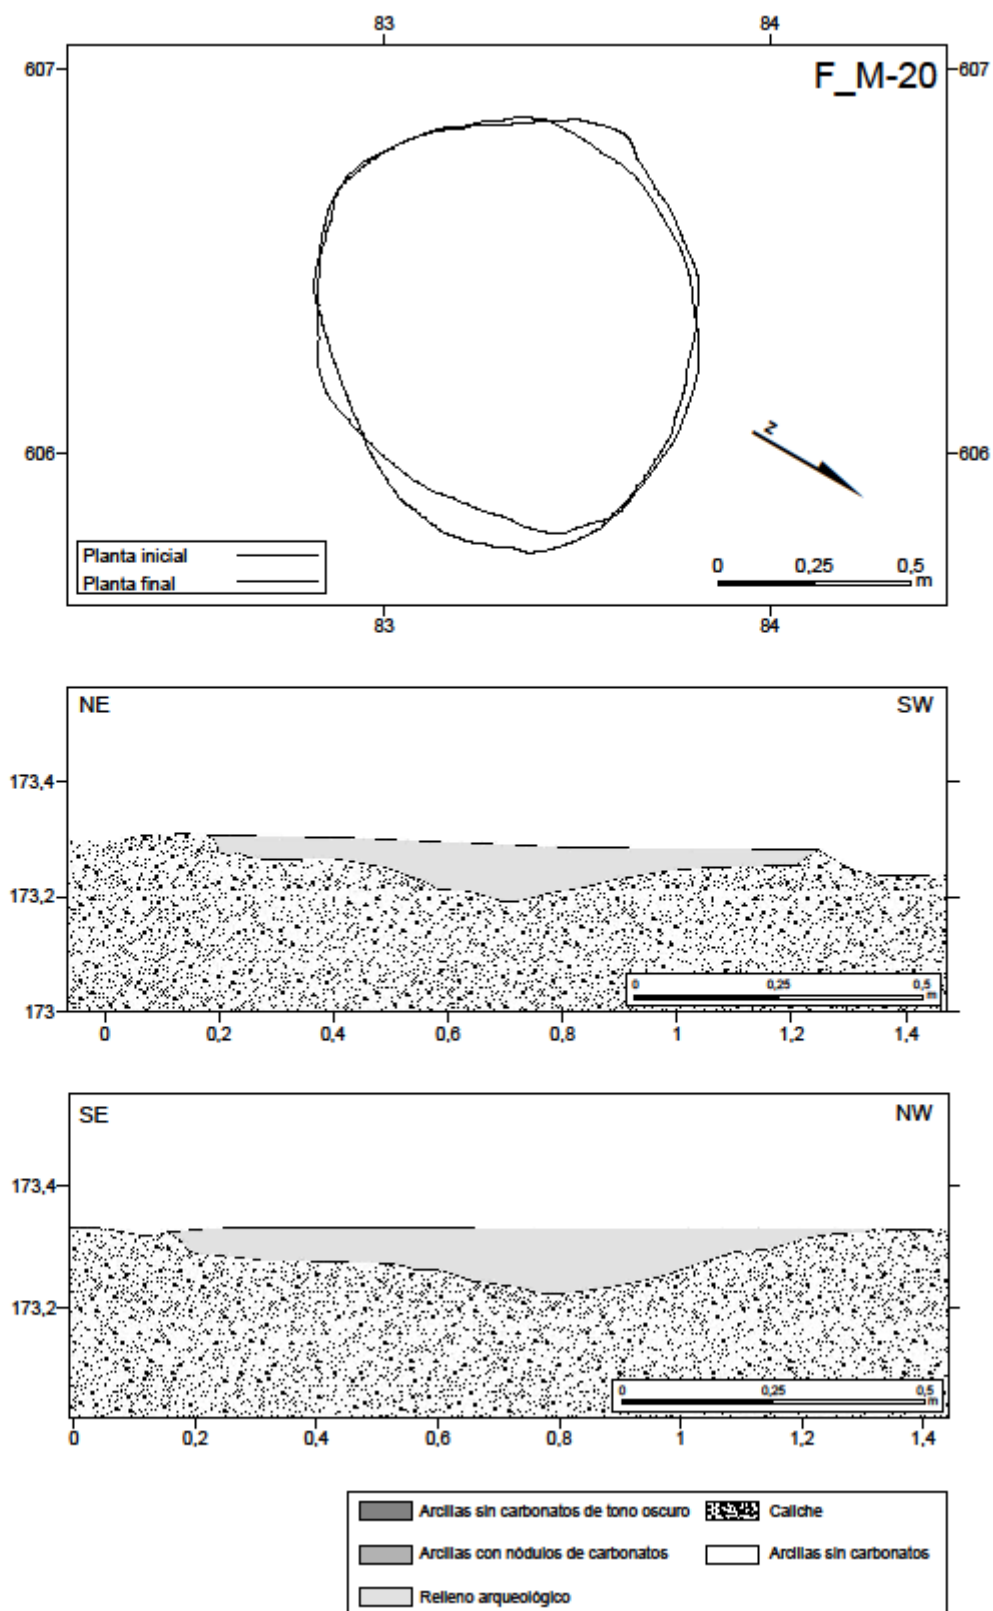 83 84
607 F_M-20 607
606 z 606
Planta inicial
Planta final
0 0,25 0,5
m
83 84
NE SW
173,4
173,2
0 0,25 0,5
m
173
0 0,2 0,4 0,6 0,8 1 1,2 1,4
SE NW
173,4
173,2
0 0,25 0,5
m
0 0,2 0,4 0,6 0,8 1 1,2 1,4
Arcillas sin carbonatos de tono oscuro Caliche
Arcillas con nódulos de carbonatos Arcillas sin carbonatos
Relleno arqueológico